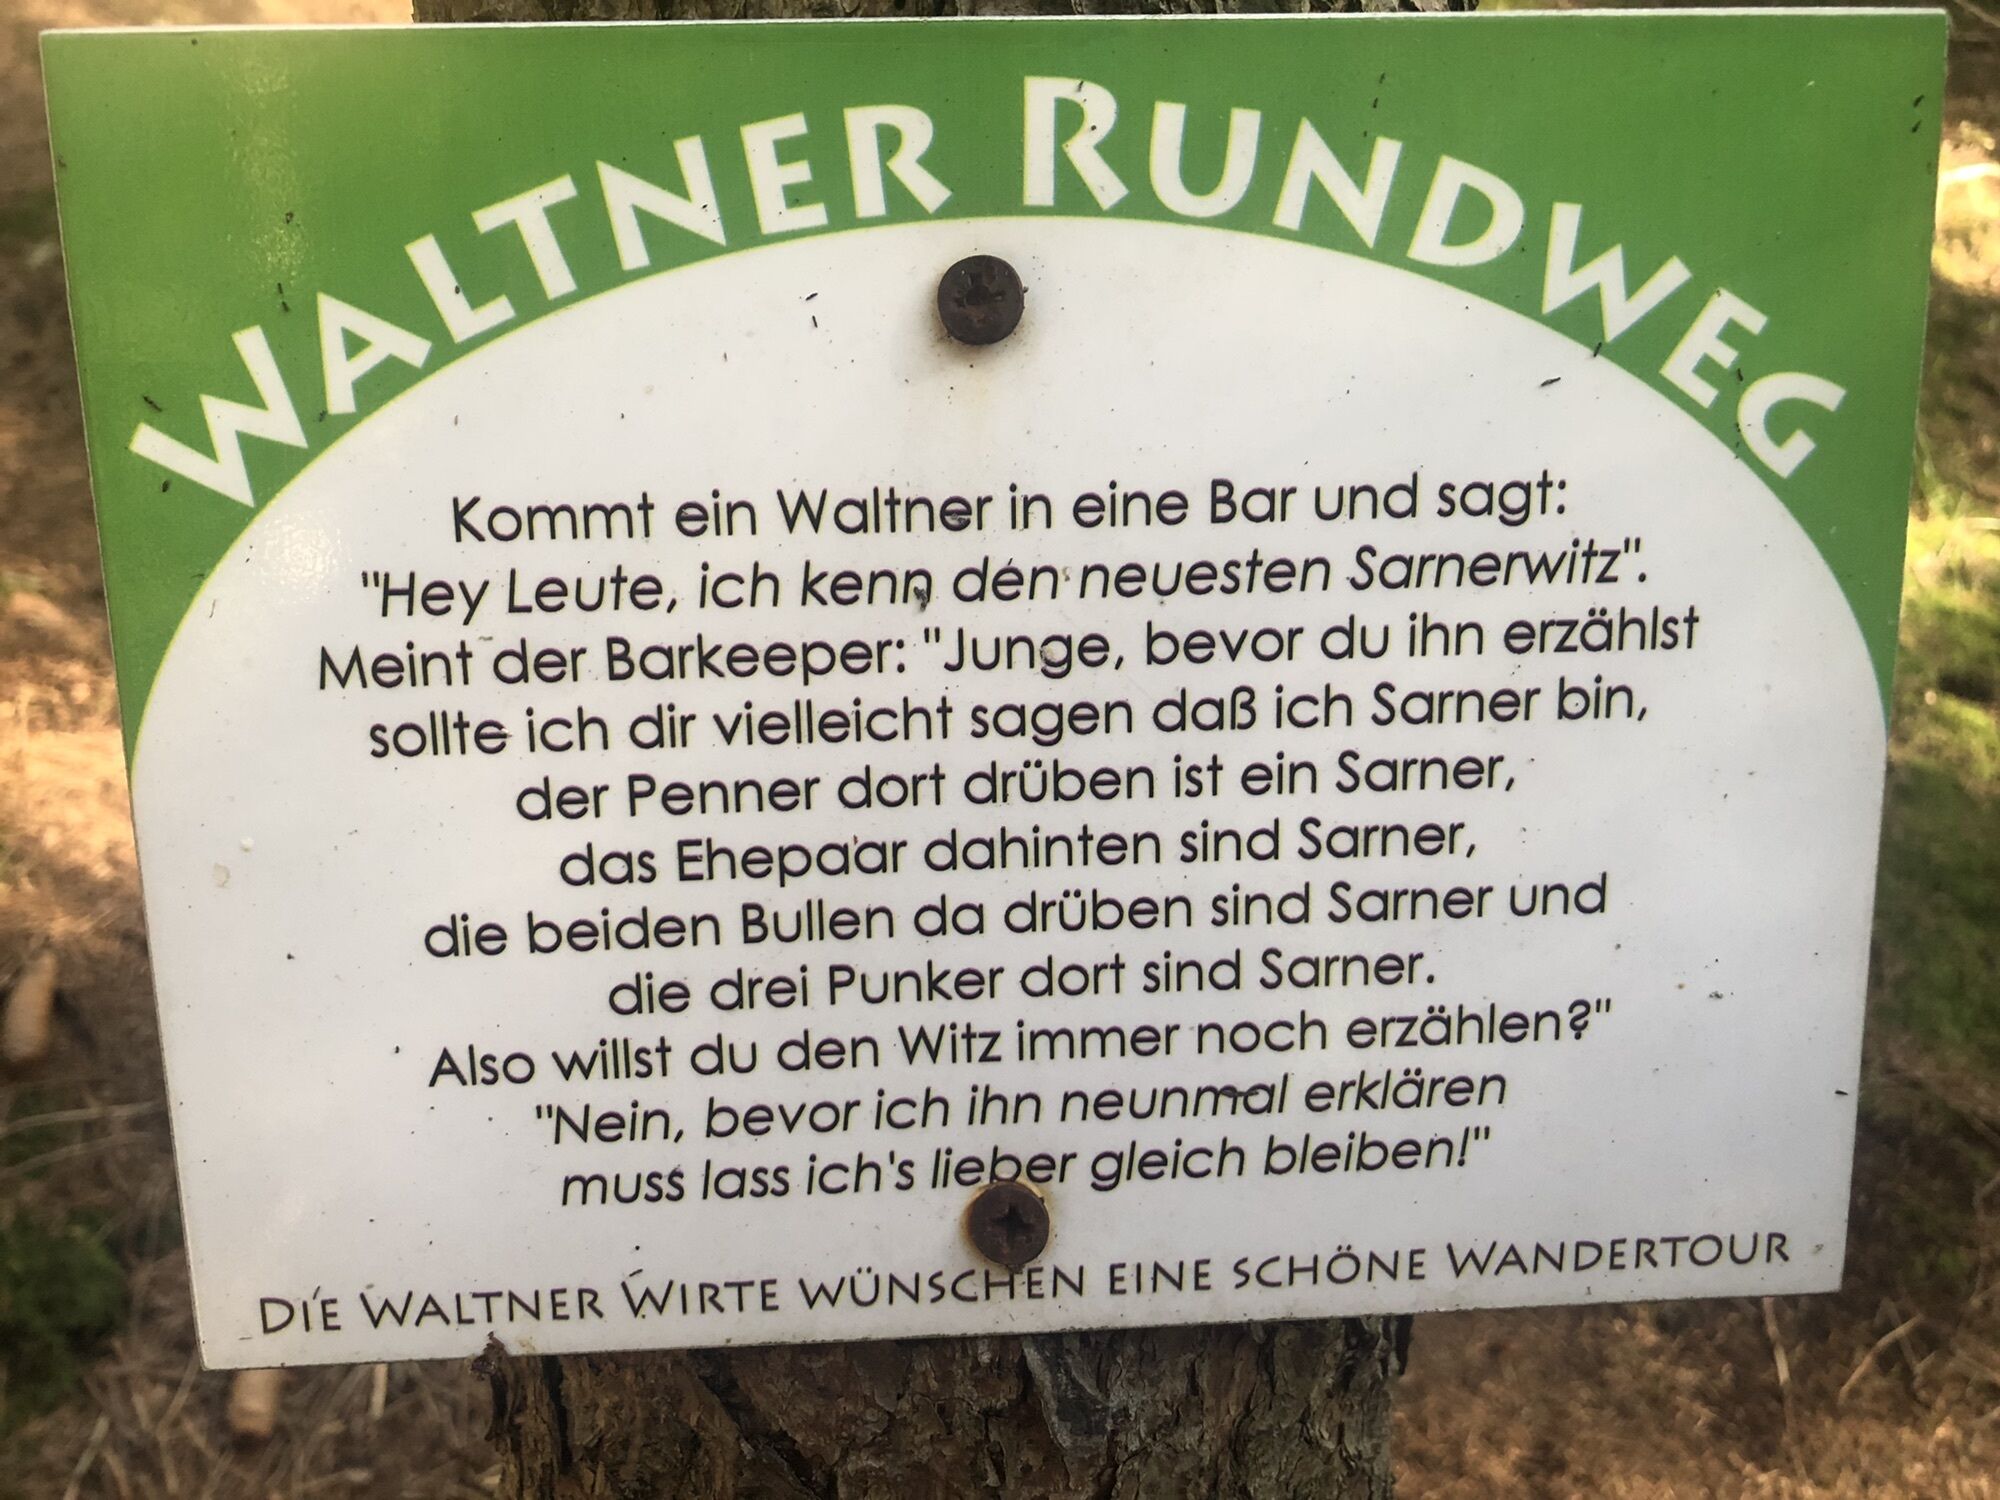 WALTNER RUNDWEG
Kommt ein Waltner in eine Bar und sagt:
"Hey Leute, ich kenn den neuesten Sarnerwitz".
Meint der Barkeeper: "Junge, bevor du ihn erzählst
sollte ich dir vielleicht sagen daß ich Sarner bin,
der Penner dort drüben ist ein Sarner,
das Ehepaar dahinten sind Sarner,
die beiden Bullen da drüben sind Sarner und
die drei Punker dort sind Sarner.
Also willst du den Witz immer noch erzählen?"
"Nein, bevor ich ihn neunmal erklären
muss lass ich's lieber gleich bleiben!"
DIE WALTNER WIRTE WÜNSCHEN EINE SCHÖNE WANDERTOUR